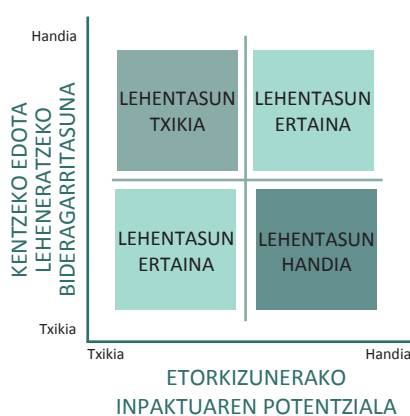 KENTZEKO EDOTA
LEHENERATZEKO
BIDERAGARRITASUNA
Handia
LEHENTASUN
TXIKIA
LEHENTASUN
ERTAINA
LEHENTASUN
ERTAINA
LEHENTASUN
HANDIA
Txikia
Txikia
Handia
ETORKIZUNERAKO
INPAKTUAREN POTENTZIALA